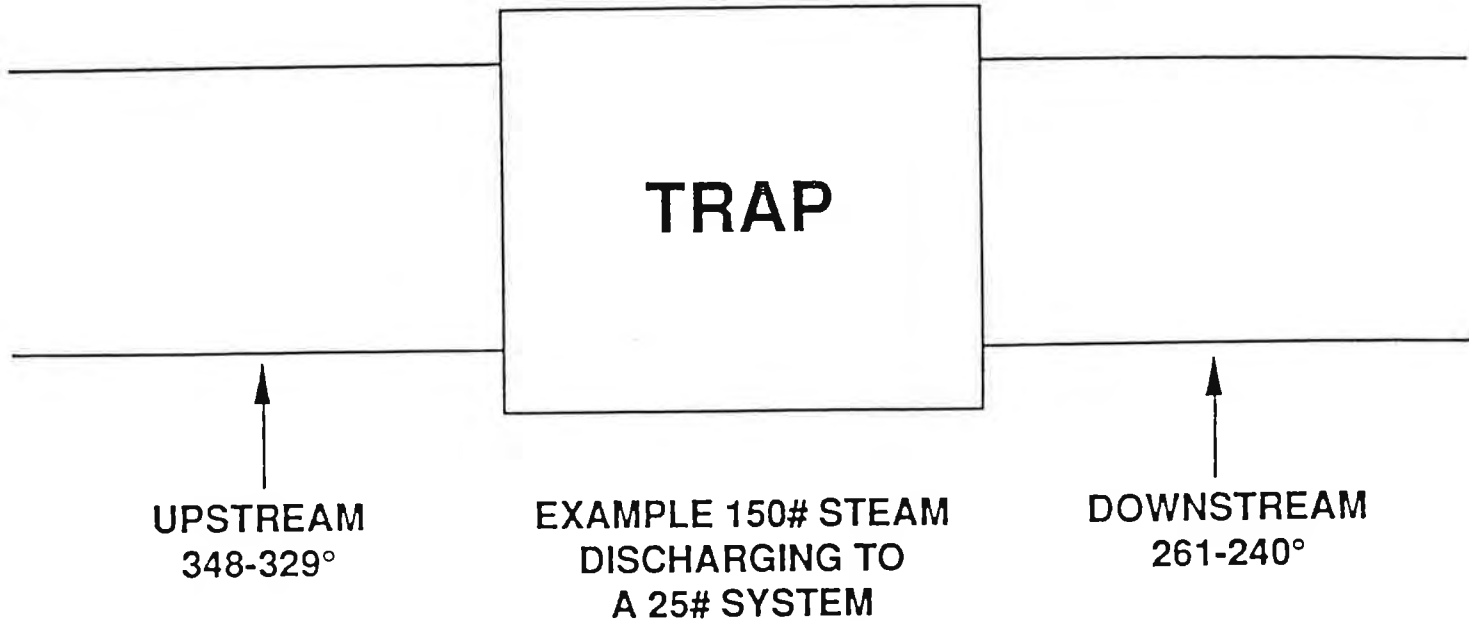 TRAP
UPSTREAM
348-329°
EXAMPLE 150# STEAM
DISCHARGING TO
A 25# SYSTEM
DOWNSTREAM
261-240°